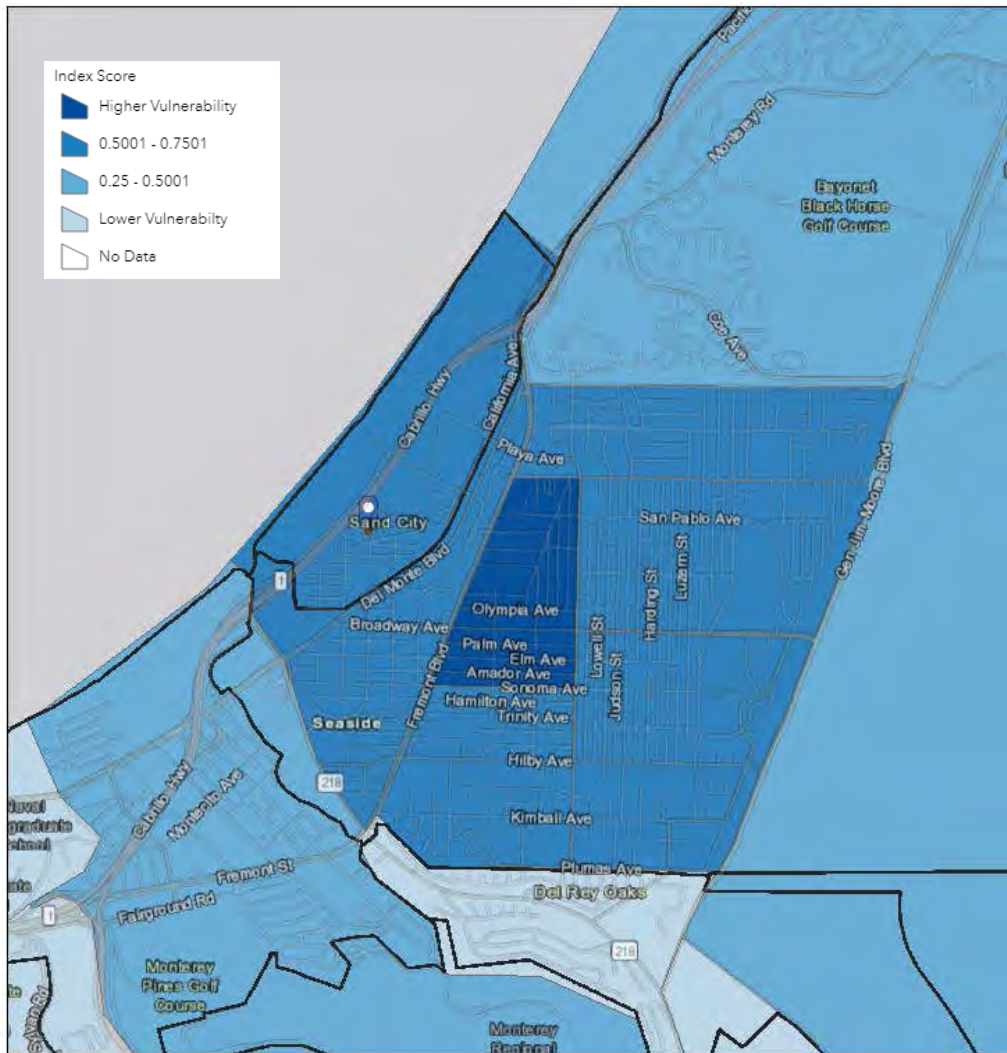 Index Score
Higher Vulnerability
0.5001 - 0.7501
0.25 - 0.5001
Lower Vulnerabilty
No Data
Pacific
Monterey Rd
Bayonet
Black Horse
Golf Course
Coe Ave
California Ave
Cabrillo Hwy
Playa Ave
Gen Jim Moore Blvd
Sand City
San Pablo Ave
Luzern St
Harding St
Del Monte Blvd
1
Olympia Ave
Broadway Ave
Lowell St
Palm Ave
Elm Ave
Amador Ave
Judson St
Sonoma Ave
Hamilton Ave
Fremont Blvd
Trinity Ave
Seaside
Hilby Ave
218
Cabrillo Hwy
Montecito Ave
Naval
graduate
School
Kimball Ave
Fremont St
Plumas Ave
Del Rey Oaks
Fairground Rd
1
218
Monterey
Pines Golf
Course
Sylvan Rd
Monterey
Regional